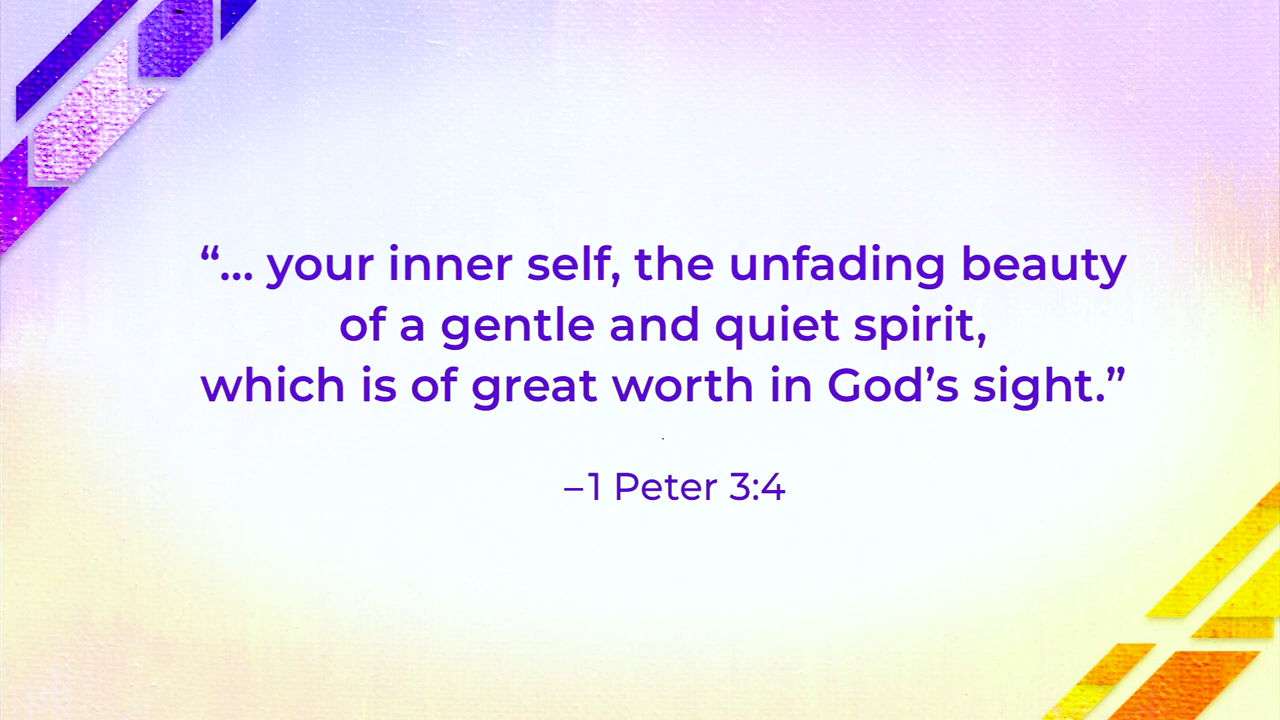 “... your inner self, the unfading beauty
of a gentle and quiet spirit,
which is of great worth in God’s sight.”
–1 Peter 3:4